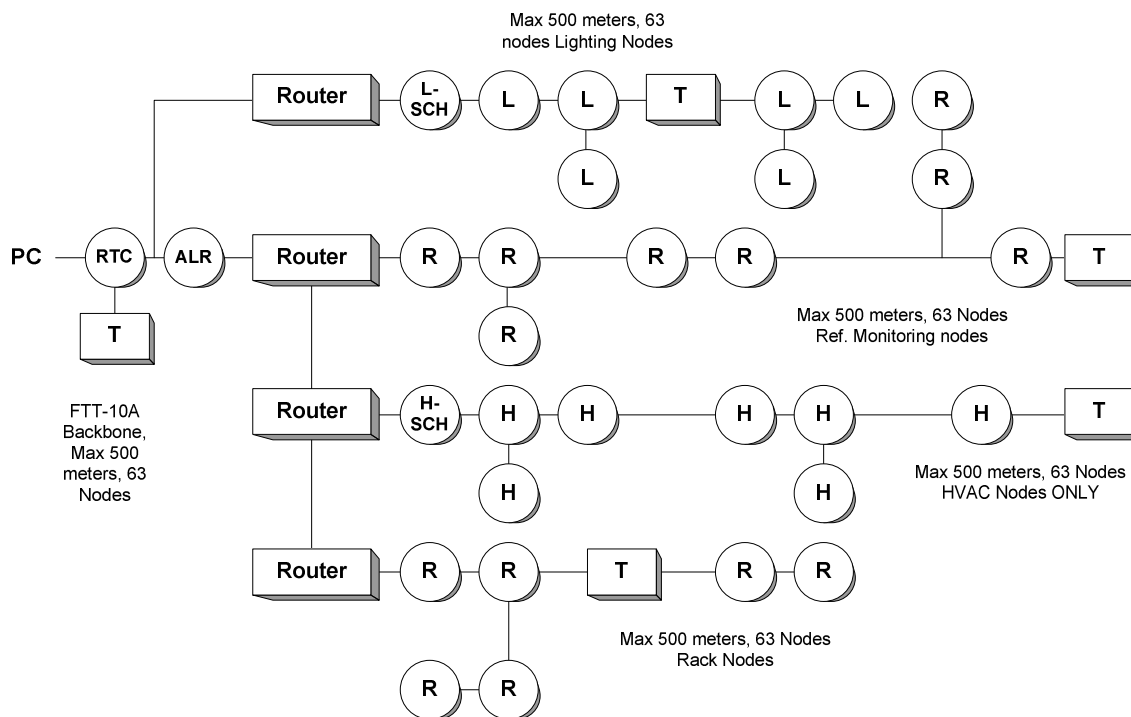 Max 500 meters, 63
nodes Lighting Nodes
Router
L-
SCH
L
L
T
L
L
R
L
L
R
PC
RTC
ALR
Router
R
R
R
R
R
T
T
R
Max 500 meters, 63 Nodes
Ref. Monitoring nodes
FTT-10A
Backbone,
Max 500
meters, 63
Nodes
Router
H-
SCH
H
H
H
H
H
T
H
H
Max 500 meters, 63 Nodes
HVAC Nodes ONLY
Router
R
R
T
R
R
Max 500 meters, 63 Nodes
Rack Nodes
R
R